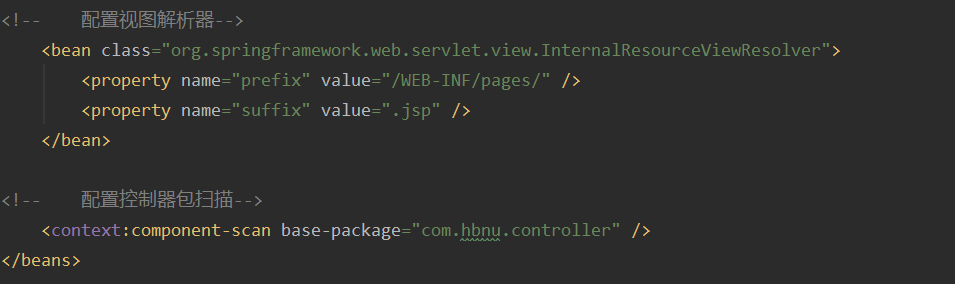 <!--    配置视图解析器-->
    <bean class="org.springframework.web.servlet.view.InternalResourceViewResolver">
        <property name="prefix" value="/WEB-INF/pages/" />
        <property name="suffix" value=".jsp" />
    </bean>
<!--    配置控制器包扫描-->
    <context:component-scan base-package="com.hbnu.controller" />
</beans>